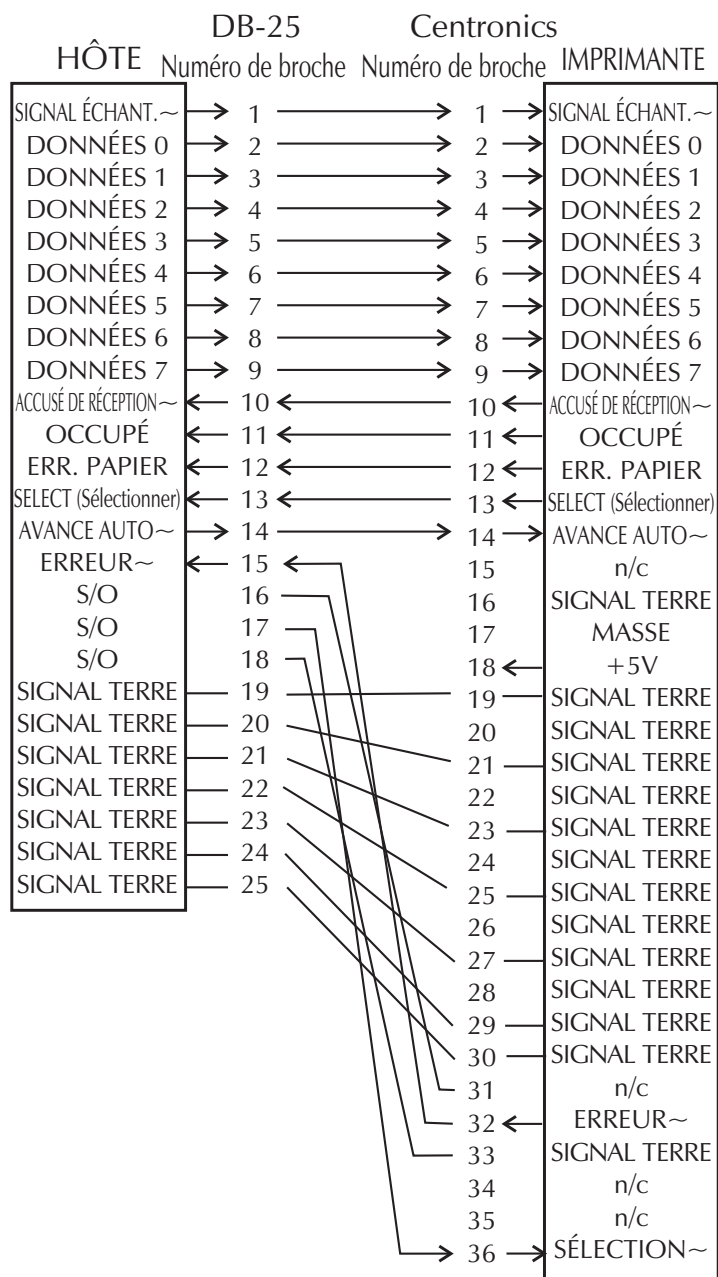 DB-25 Centronics
HÔTE Numéro de broche Numéro de broche IMPRIMANTE
SIGNAL ÉCHANT.~ 1 1 SIGNAL ÉCHANT.~
DONNÉES 0 2 2 DONNÉES 0
DONNÉES 1 3 3 DONNÉES 1
DONNÉES 2 4 4 DONNÉES 2
DONNÉES 3 5 5 DONNÉES 3
DONNÉES 4 6 6 DONNÉES 4
DONNÉES 5 7 7 DONNÉES 5
DONNÉES 6 8 8 DONNÉES 6
DONNÉES 7 9 9 DONNÉES 7
ACCUSÉ DE RÉCEPTION~ 10 10 ACCUSÉ DE RÉCEPTION~
OCCUPÉ 11 11 OCCUPÉ
ERR. PAPIER 12 12 ERR. PAPIER
SELECT (Sélectionner) 13 13 SELECT (Sélectionner)
AVANCE AUTO~ 14 14 AVANCE AUTO~
ERREUR~ 15 15 n/c
S/O 16 16 SIGNAL TERRE
S/O 17 17 MASSE
S/O 18 18 +5V
SIGNAL TERRE 19 19 SIGNAL TERRE
SIGNAL TERRE 20 20 SIGNAL TERRE
SIGNAL TERRE 21 21 SIGNAL TERRE
SIGNAL TERRE 22 22 SIGNAL TERRE
SIGNAL TERRE 23 23 SIGNAL TERRE
SIGNAL TERRE 24 24 SIGNAL TERRE
SIGNAL TERRE 25 25 SIGNAL TERRE
26 SIGNAL TERRE
27 SIGNAL TERRE
28 SIGNAL TERRE
29 SIGNAL TERRE
30 SIGNAL TERRE
31 n/c
32 ERREUR~
33 SIGNAL TERRE
34 n/c
35 n/c
36 SÉLECTION~